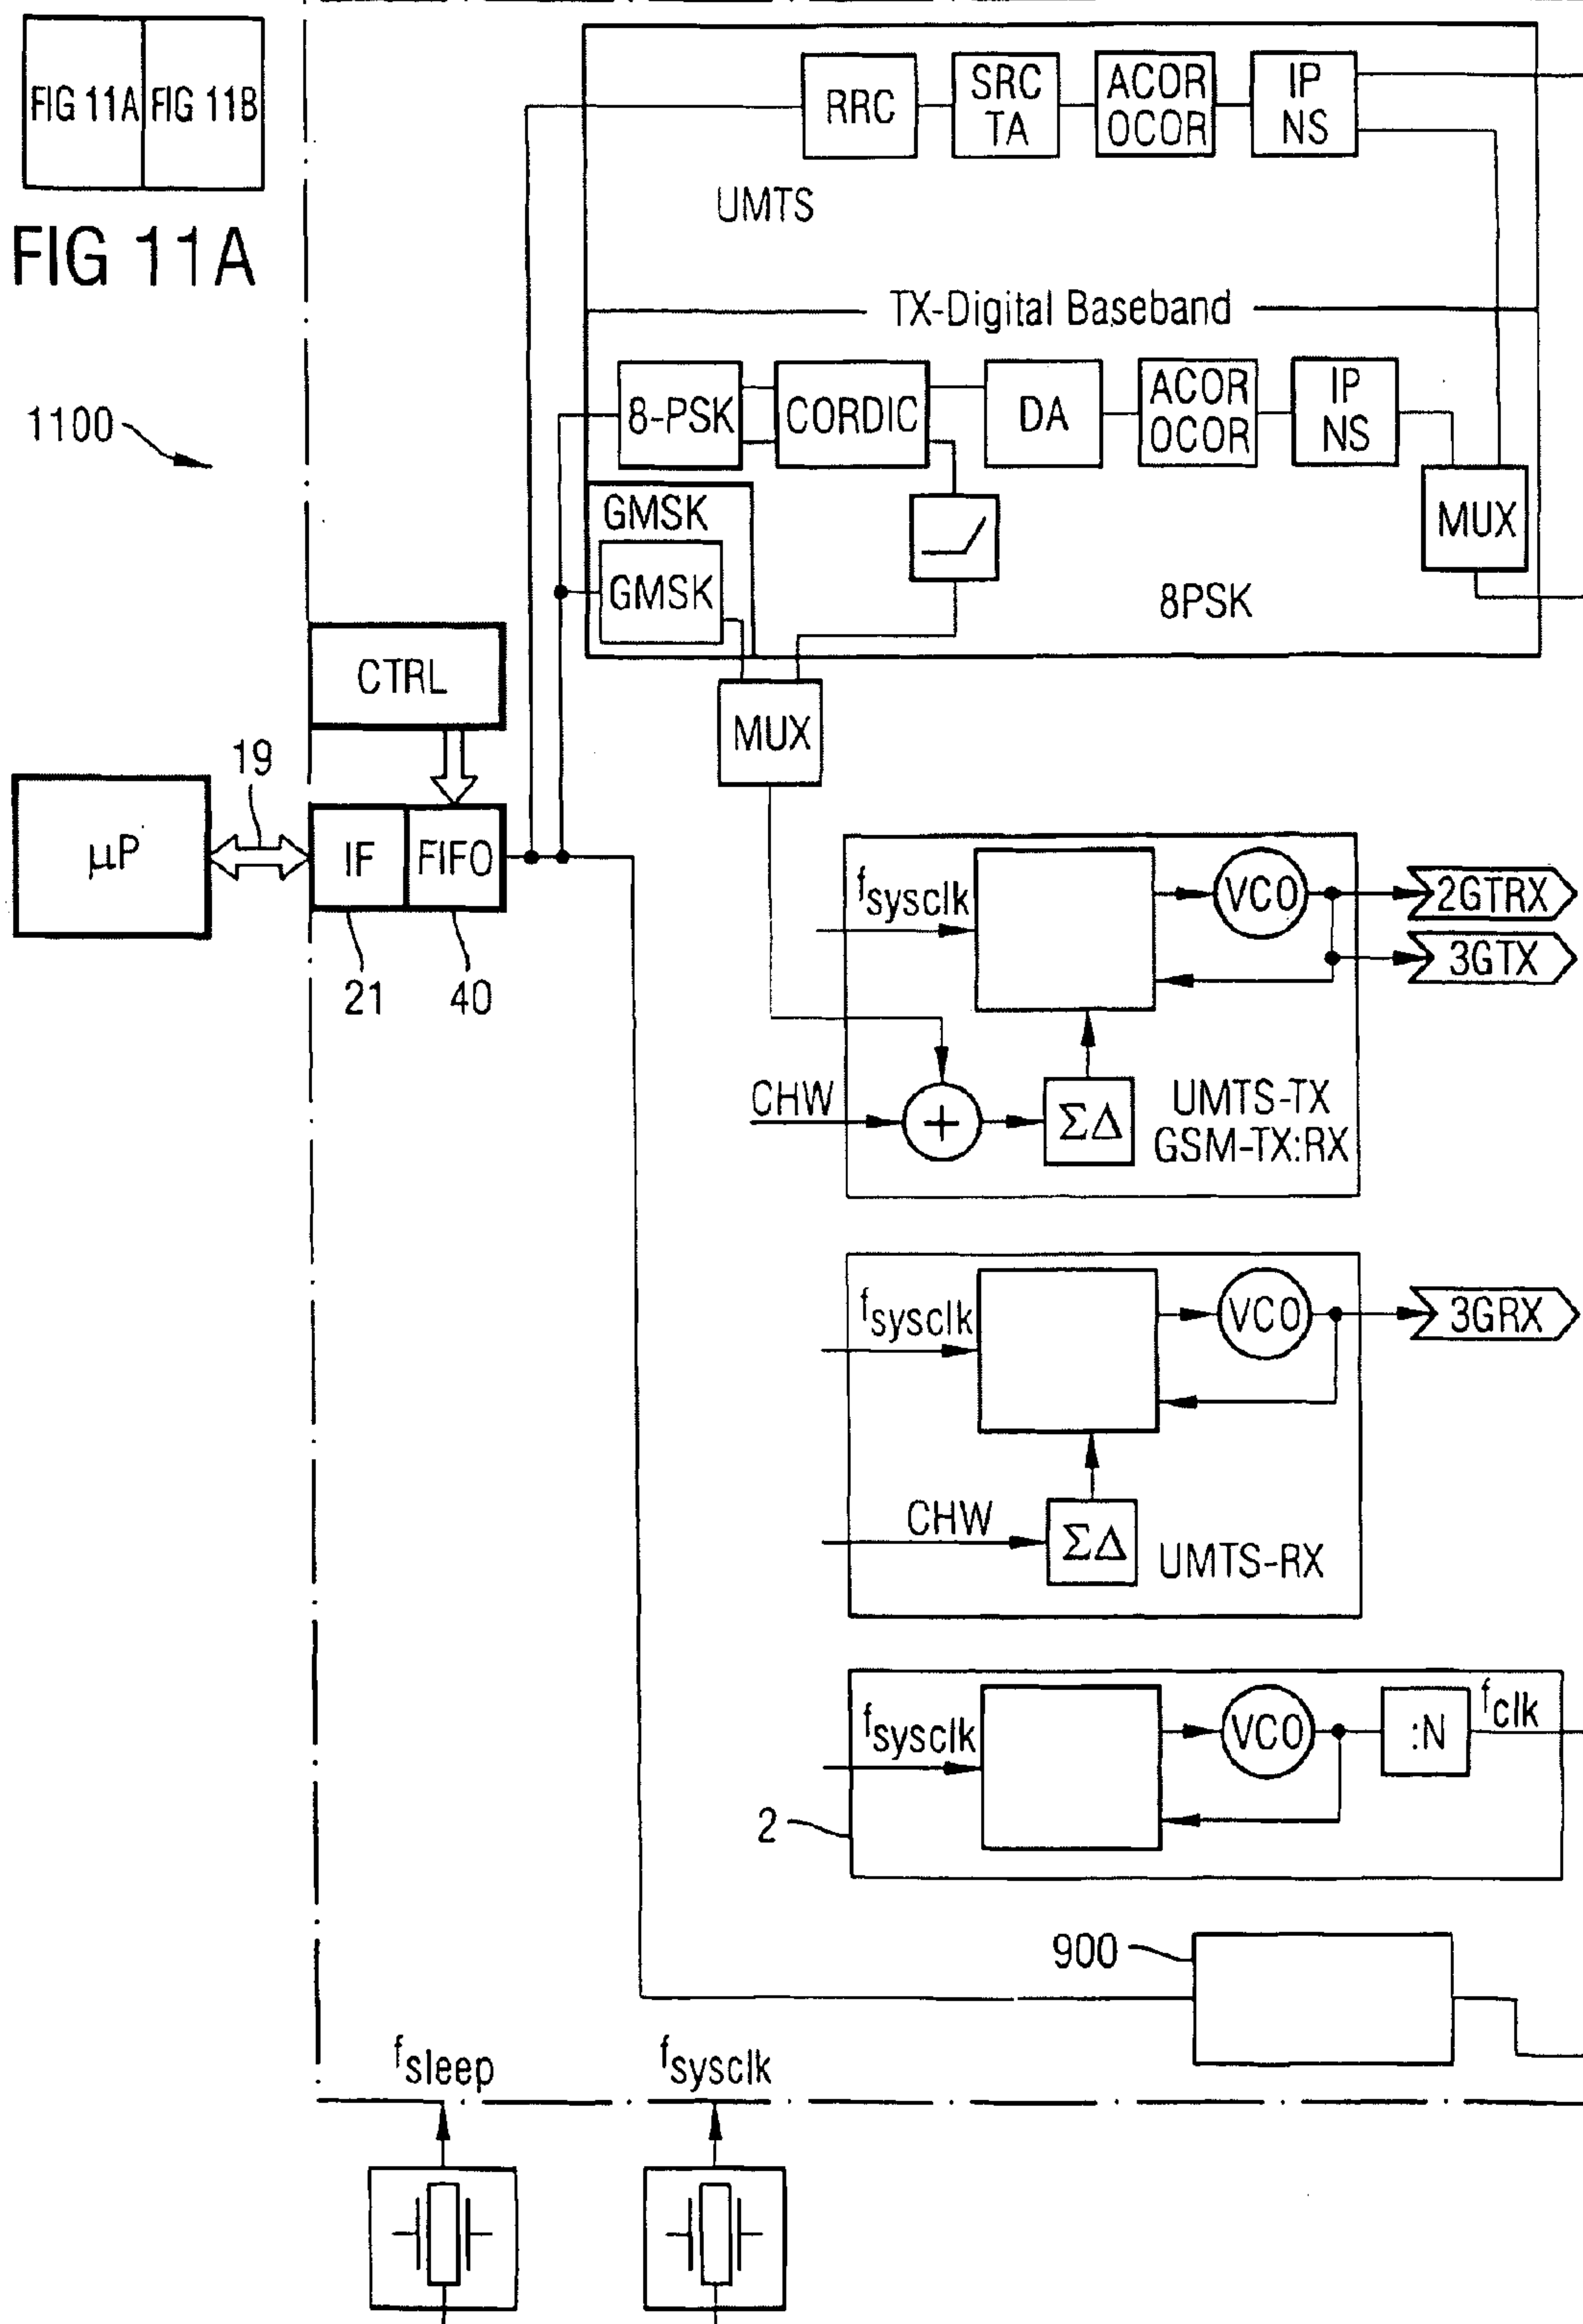 FIG 11A FIG 11B
FIG 11A
1100
RRC
SRC
TA
ACOR
OCOR
IP
NS
UMTS
TX-Digital Baseband
8-PSK
CORDIC
DA
ACOR
OCOR
IP
NS
MUX
GMSK
GMSK
8PSK
CTRL
MUX
19
μP
IF
FIFO
21
40
fsysclk
VCO
2GTRX
3GTX
CHW
+
ΣΔ
UMTS-TX
GSM-TX:RX
fsysclk
VCO
3GRX
CHW
ΣΔ
UMTS-RX
fsysclk
VCO
:N
fclk
2
900
fsleep
fsysclk